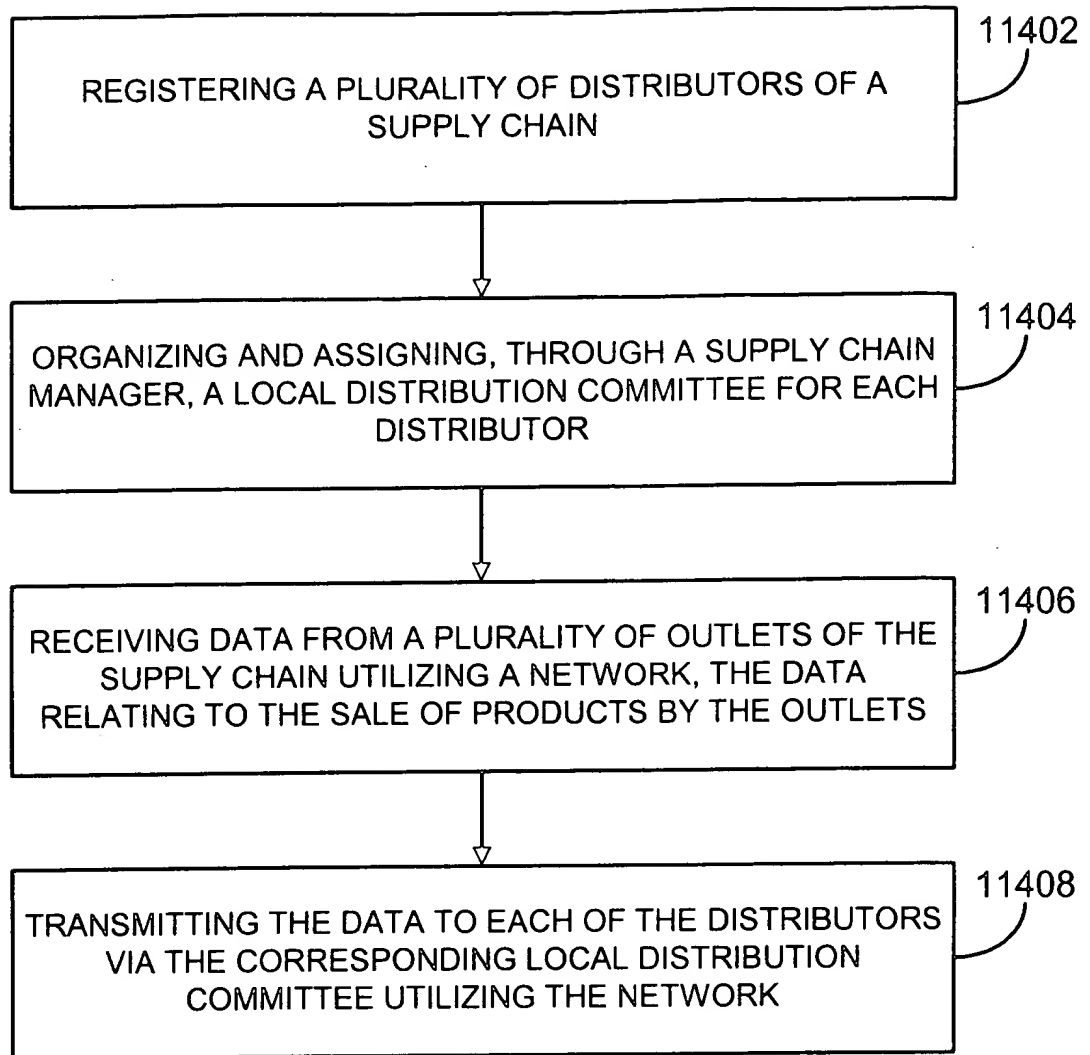 11402
REGISTERING A PLURALITY OF DISTRIBUTORS OF A
SUPPLY CHAIN
11404
ORGANIZING AND ASSIGNING, THROUGH A SUPPLY CHAIN
MANAGER, A LOCAL DISTRIBUTION COMMITTEE FOR EACH
DISTRIBUTOR
11406
RECEIVING DATA FROM A PLURALITY OF OUTLETS OF THE
SUPPLY CHAIN UTILIZING A NETWORK, THE DATA
RELATING TO THE SALE OF PRODUCTS BY THE OUTLETS
11408
TRANSMITTING THE DATA TO EACH OF THE DISTRIBUTORS
VIA THE CORRESPONDING LOCAL DISTRIBUTION
COMMITTEE UTILIZING THE NETWORK